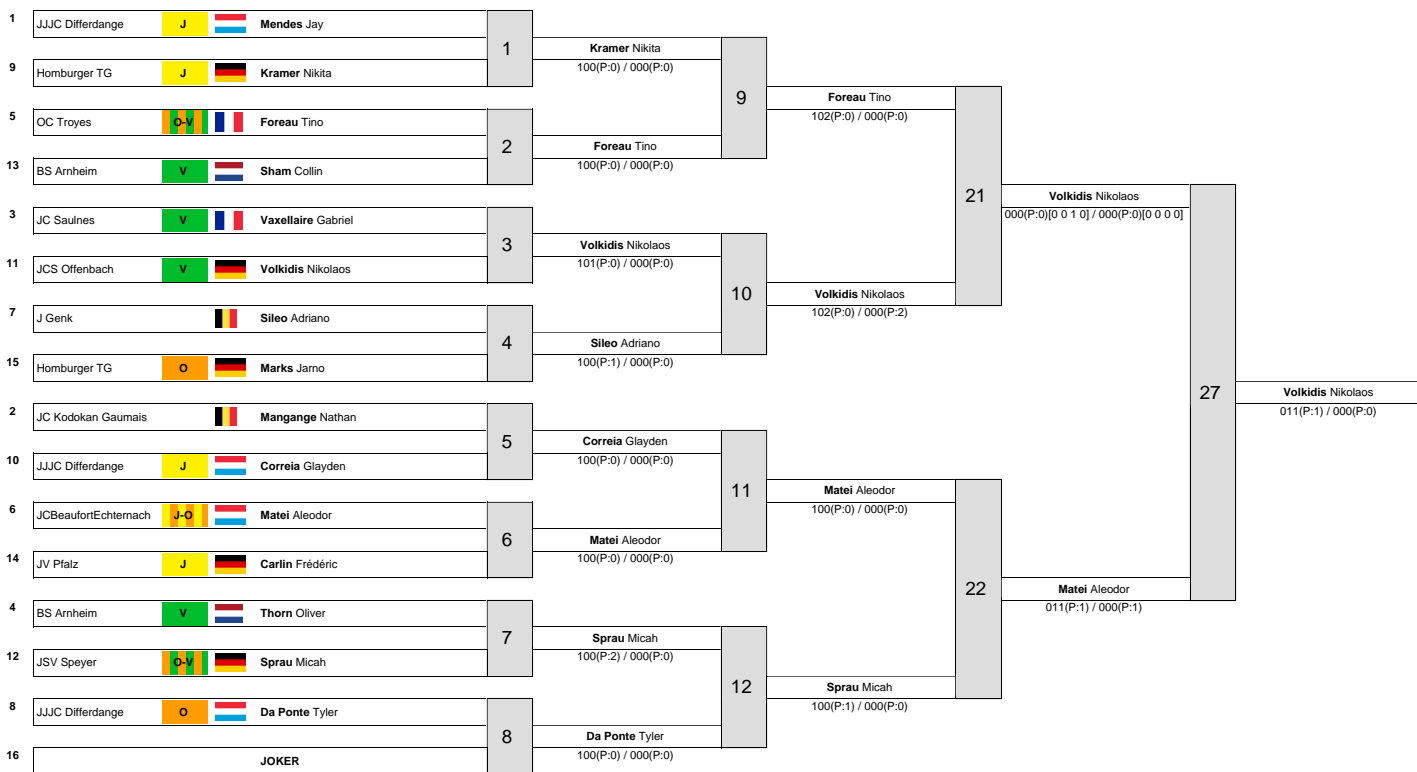 1 JJJC Differdange J Mendes Jay
1
Kramer Nikita
100(P:0) / 000(P:0)
9 Homburger TG J Kramer Nikita
9
Foreau Tino
102(P:0) / 000(P:0)
5 OC Troyes O-V Foreau Tino
2
Foreau Tino
100(P:0) / 000(P:0)
13 BS Arnheim V Sham Collin
21
Volkidis Nikolaos
000(P:0)[0 0 1 0] / 000(P:0)[0 0 0 0]
3 JC Saulnes V Vaxellaire Gabriel
3
Volkidis Nikolaos
101(P:0) / 000(P:0)
11 JCS Offenbach V Volkidis Nikolaos
10
Volkidis Nikolaos
102(P:0) / 000(P:2)
7 J Genk Sileo Adriano
4
Sileo Adriano
100(P:1) / 000(P:0)
15 Homburger TG O Marks Jarno
27
Volkidis Nikolaos
011(P:1) / 000(P:0)
2 JC Kodokan Gaumais Mangange Nathan
5
Correia Glayden
100(P:0) / 000(P:0)
10 JJJC Differdange J Correia Glayden
11
Matei Aleodor
100(P:0) / 000(P:0)
6 JCBeaufortEchternach J-O Matei Aleodor
6
Matei Aleodor
100(P:0) / 000(P:0)
14 JV Pfalz J Carlin Frédéric
22
Matei Aleodor
011(P:1) / 000(P:1)
4 BS Arnheim V Thorn Oliver
7
Sprau Micah
100(P:2) / 000(P:0)
12 JSV Speyer O-V Sprau Micah
12
Sprau Micah
100(P:1) / 000(P:0)
8 JJJC Differdange O Da Ponte Tyler
8
Da Ponte Tyler
100(P:0) / 000(P:0)
16 JOKER